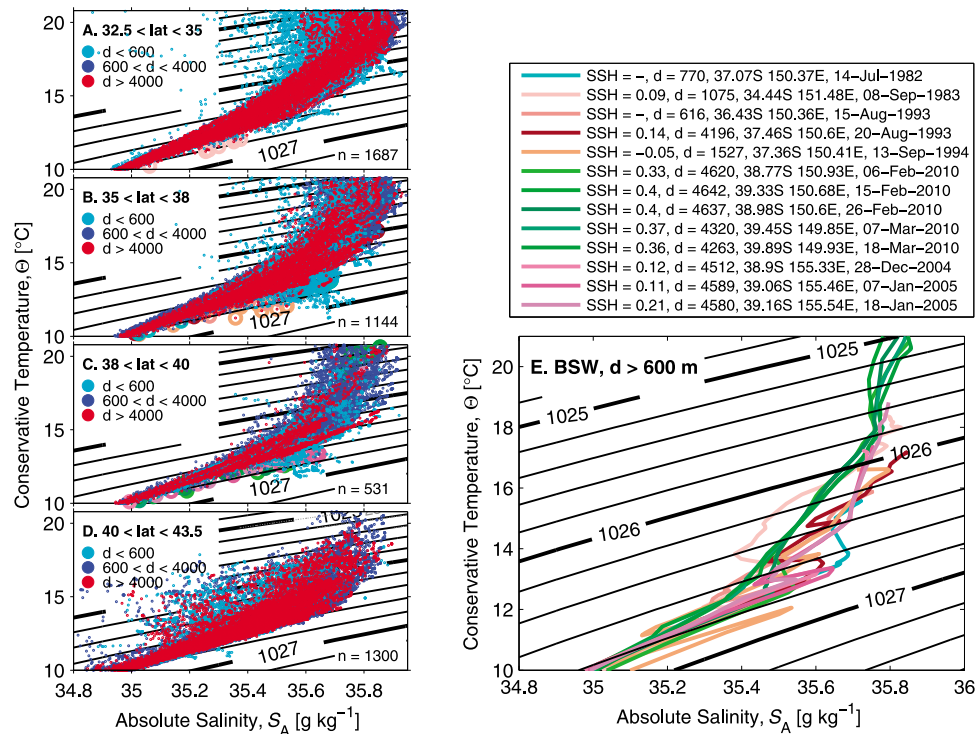 A. 32.5 < lat < 35
d < 600
600 < d < 4000
d > 4000
1027
n = 1687
20
15
10
B. 35 < lat < 38
d < 600
600 < d < 4000
d > 4000
1027
n = 1144
20
15
10
C. 38 < lat < 40
d < 600
600 < d < 4000
d > 4000
1027
n = 531
20
15
10
D. 40 < lat < 43.5
d < 600
600 < d < 4000
d > 4000
1027
n = 1300
20
15
10
34.8 35 35.2 35.4 35.6 35.8
Conservative Temperature, Θ [°C]
Absolute Salinity, S_A [g kg⁻¹]
SSH = −, d = 770, 37.07S 150.37E, 14−Jul−1982
SSH = 0.09, d = 1075, 34.44S 151.48E, 08−Sep−1983
SSH = −, d = 616, 36.43S 150.36E, 15−Aug−1993
SSH = 0.14, d = 4196, 37.46S 150.6E, 20−Aug−1993
SSH = −0.05, d = 1527, 37.36S 150.41E, 13−Sep−1994
SSH = 0.33, d = 4620, 38.77S 150.93E, 06−Feb−2010
SSH = 0.4, d = 4642, 39.33S 150.68E, 15−Feb−2010
SSH = 0.4, d = 4637, 38.98S 150.6E, 26−Feb−2010
SSH = 0.37, d = 4320, 39.45S 149.85E, 07−Mar−2010
SSH = 0.36, d = 4263, 39.89S 149.93E, 18−Mar−2010
SSH = 0.12, d = 4512, 38.9S 155.33E, 28−Dec−2004
SSH = 0.11, d = 4589, 39.06S 155.46E, 07−Jan−2005
SSH = 0.21, d = 4580, 39.16S 155.54E, 18−Jan−2005
E. BSW, d > 600 m
1025
1025
1026
1026
1027
20
18
16
14
12
10
34.8 35 35.2 35.4 35.6 35.8 36
Conservative Temperature, Θ [°C]
Absolute Salinity, S_A [g kg⁻¹]